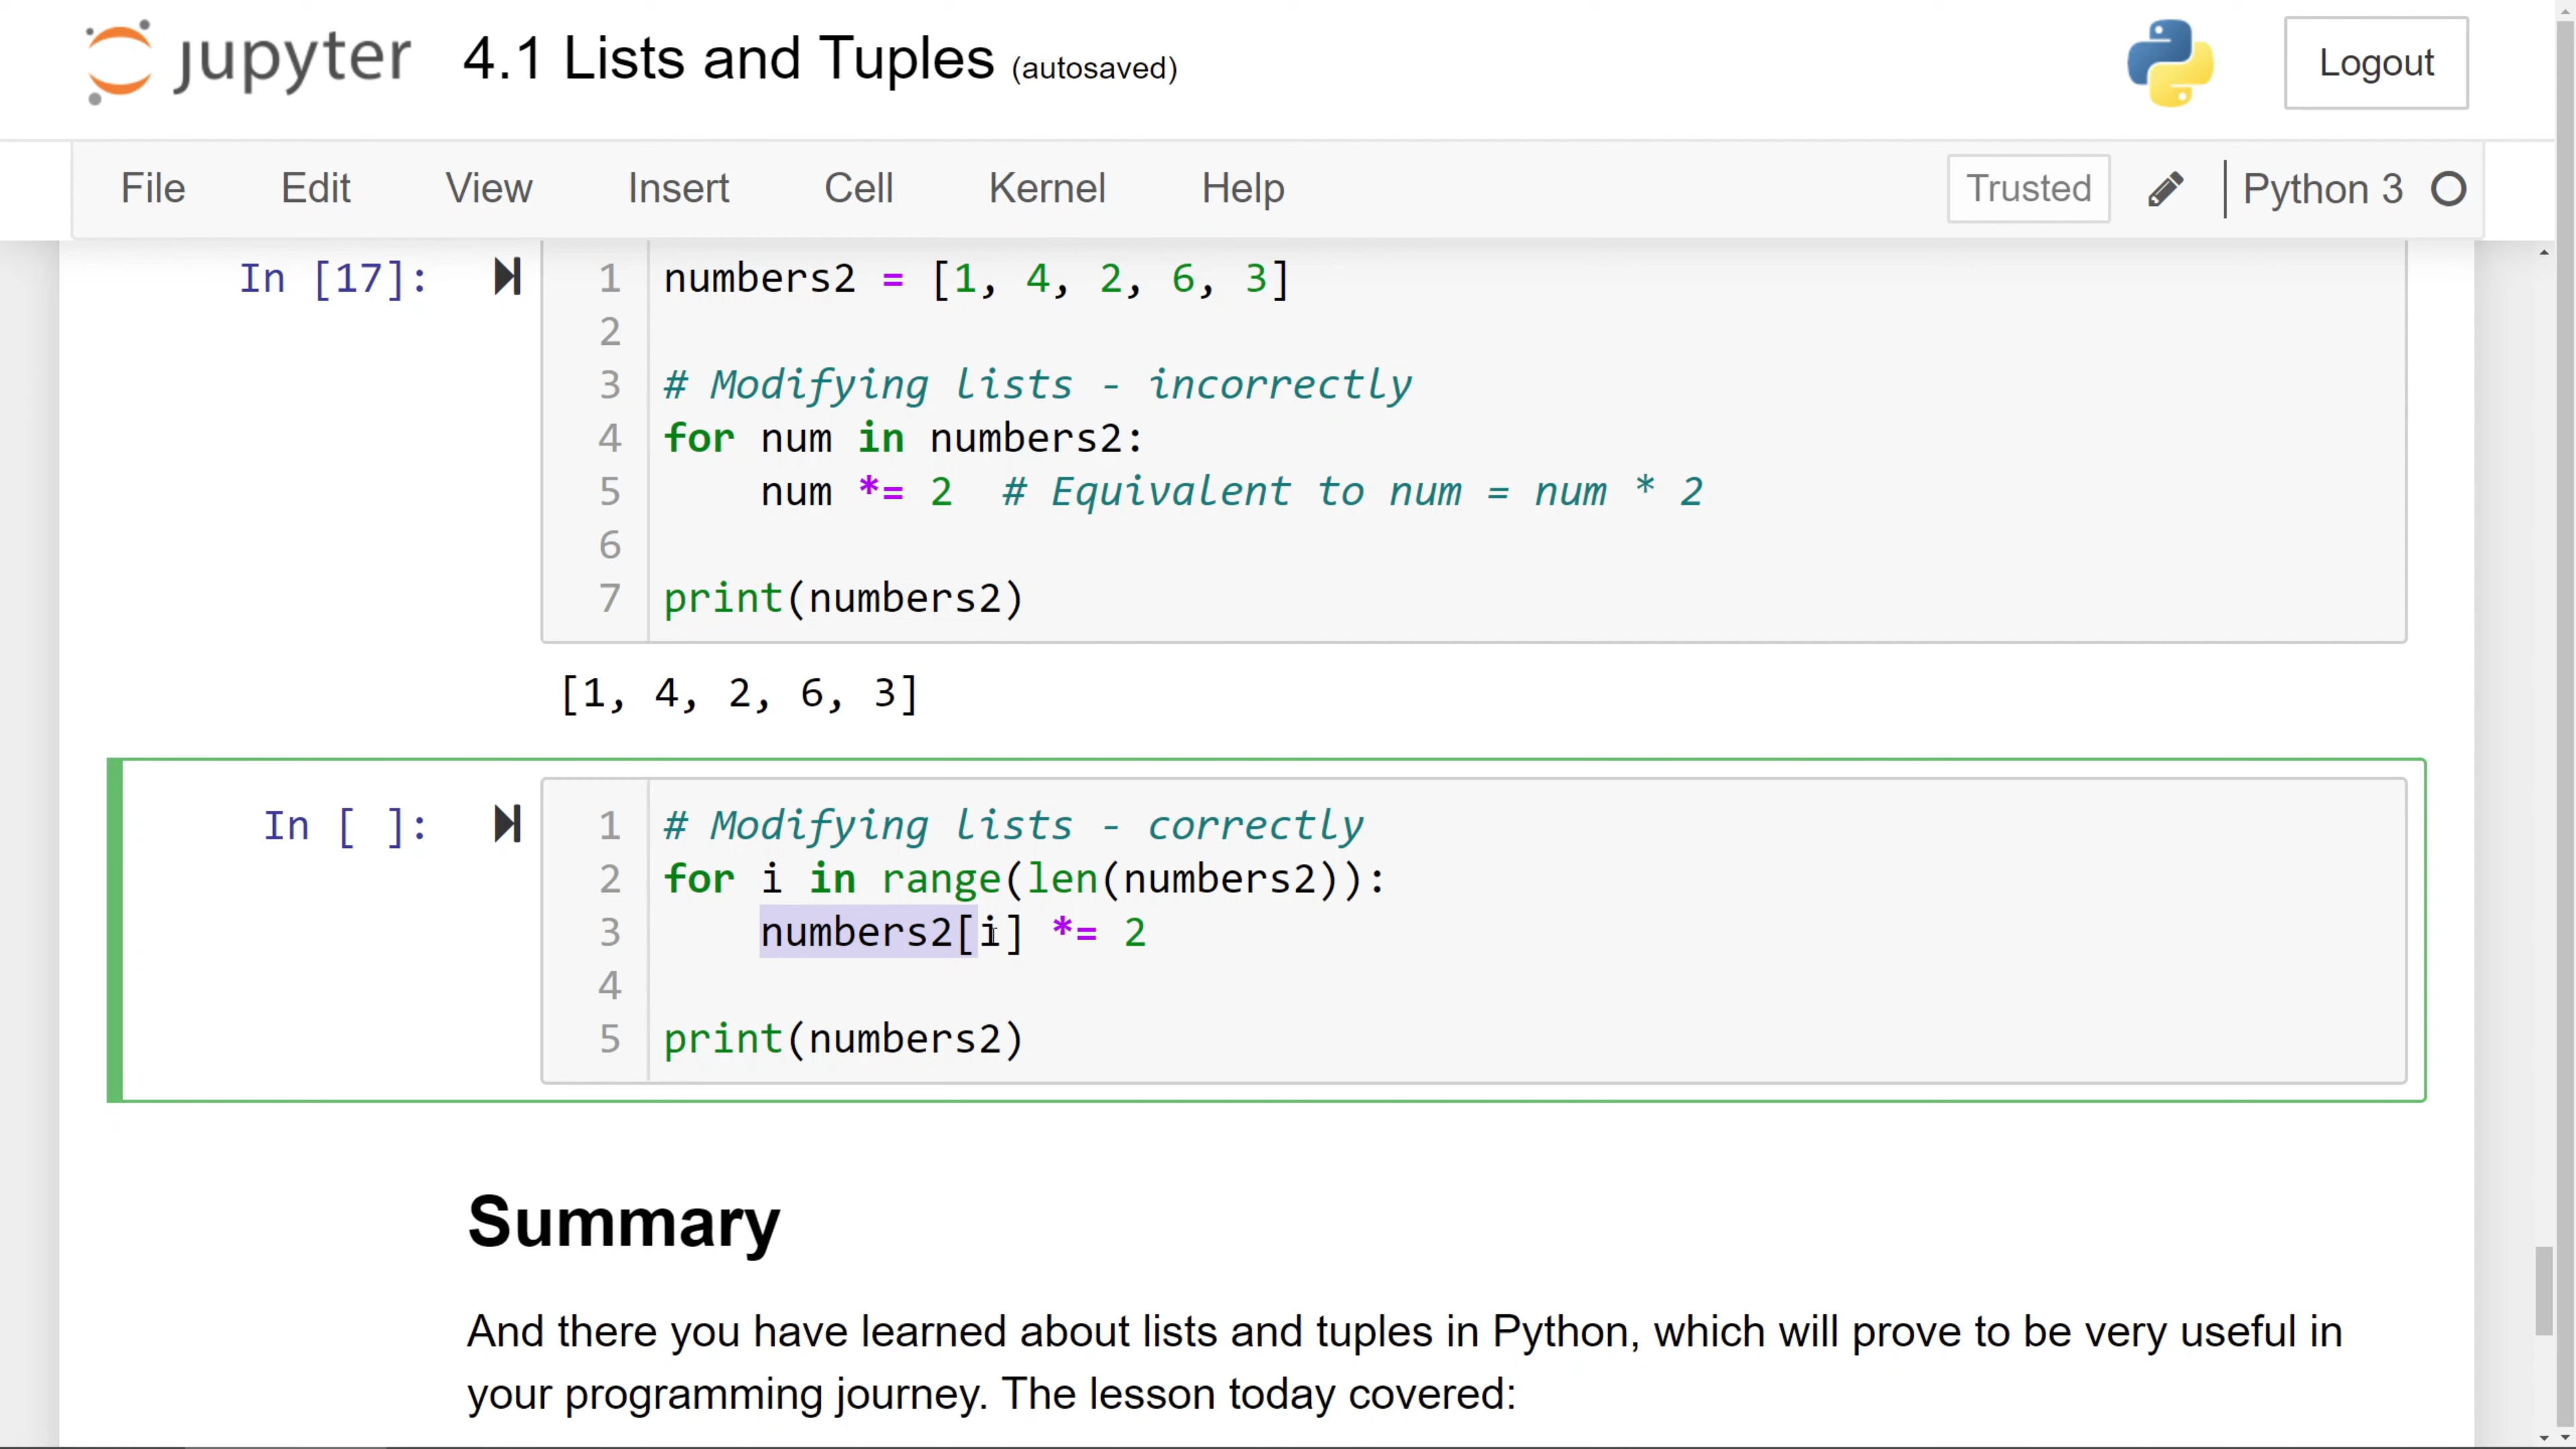 jupyter 4.1 Lists and Tuples (autosaved) Logout
File Edit View Insert Cell Kernel Help Trusted Python 3
In [17]: 1 numbers2 = [1, 4, 2, 6, 3]
2
3 # Modifying lists - incorrectly
4 for num in numbers2:
5     num *= 2  # Equivalent to num = num * 2
6
7 print(numbers2)
[1, 4, 2, 6, 3]
In [ ]: 1 # Modifying lists - correctly
2 for i in range(len(numbers2)):
3     numbers2[i] *= 2
4
5 print(numbers2)
Summary
And there you have learned about lists and tuples in Python, which will prove to be very useful in
your programming journey. The lesson today covered: